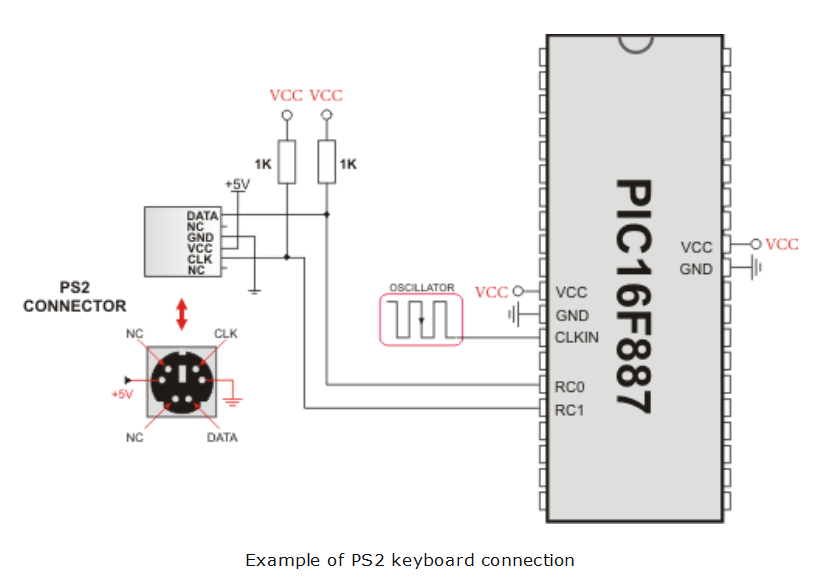 VCC VCC
1K 1K
+5V
DATA
NC
GND
VCC
CLK
NC
PS2
CONNECTOR
NC CLK
+5V
NC DATA
OSCILLATOR
VCC
PIC16F887
VCC
GND
CLKIN
RC0
RC1
VCC VCC
GND
Example of PS2 keyboard connection